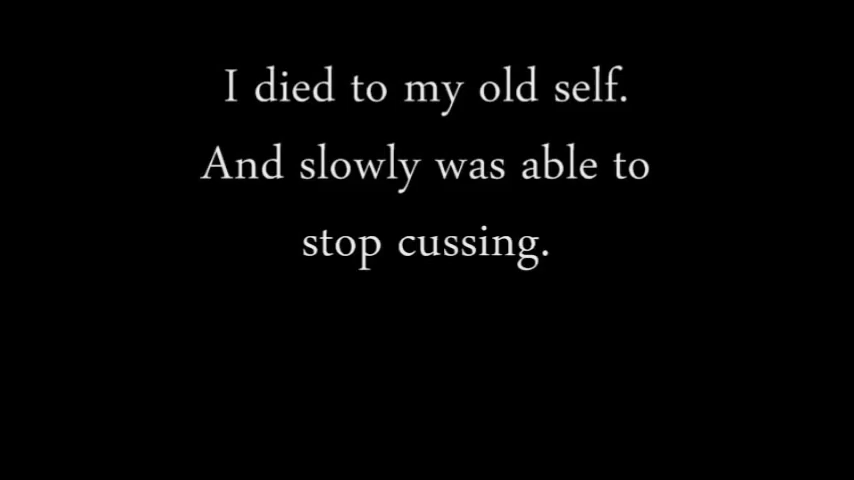 I died to my old self.
And slowly was able to
stop cussing.